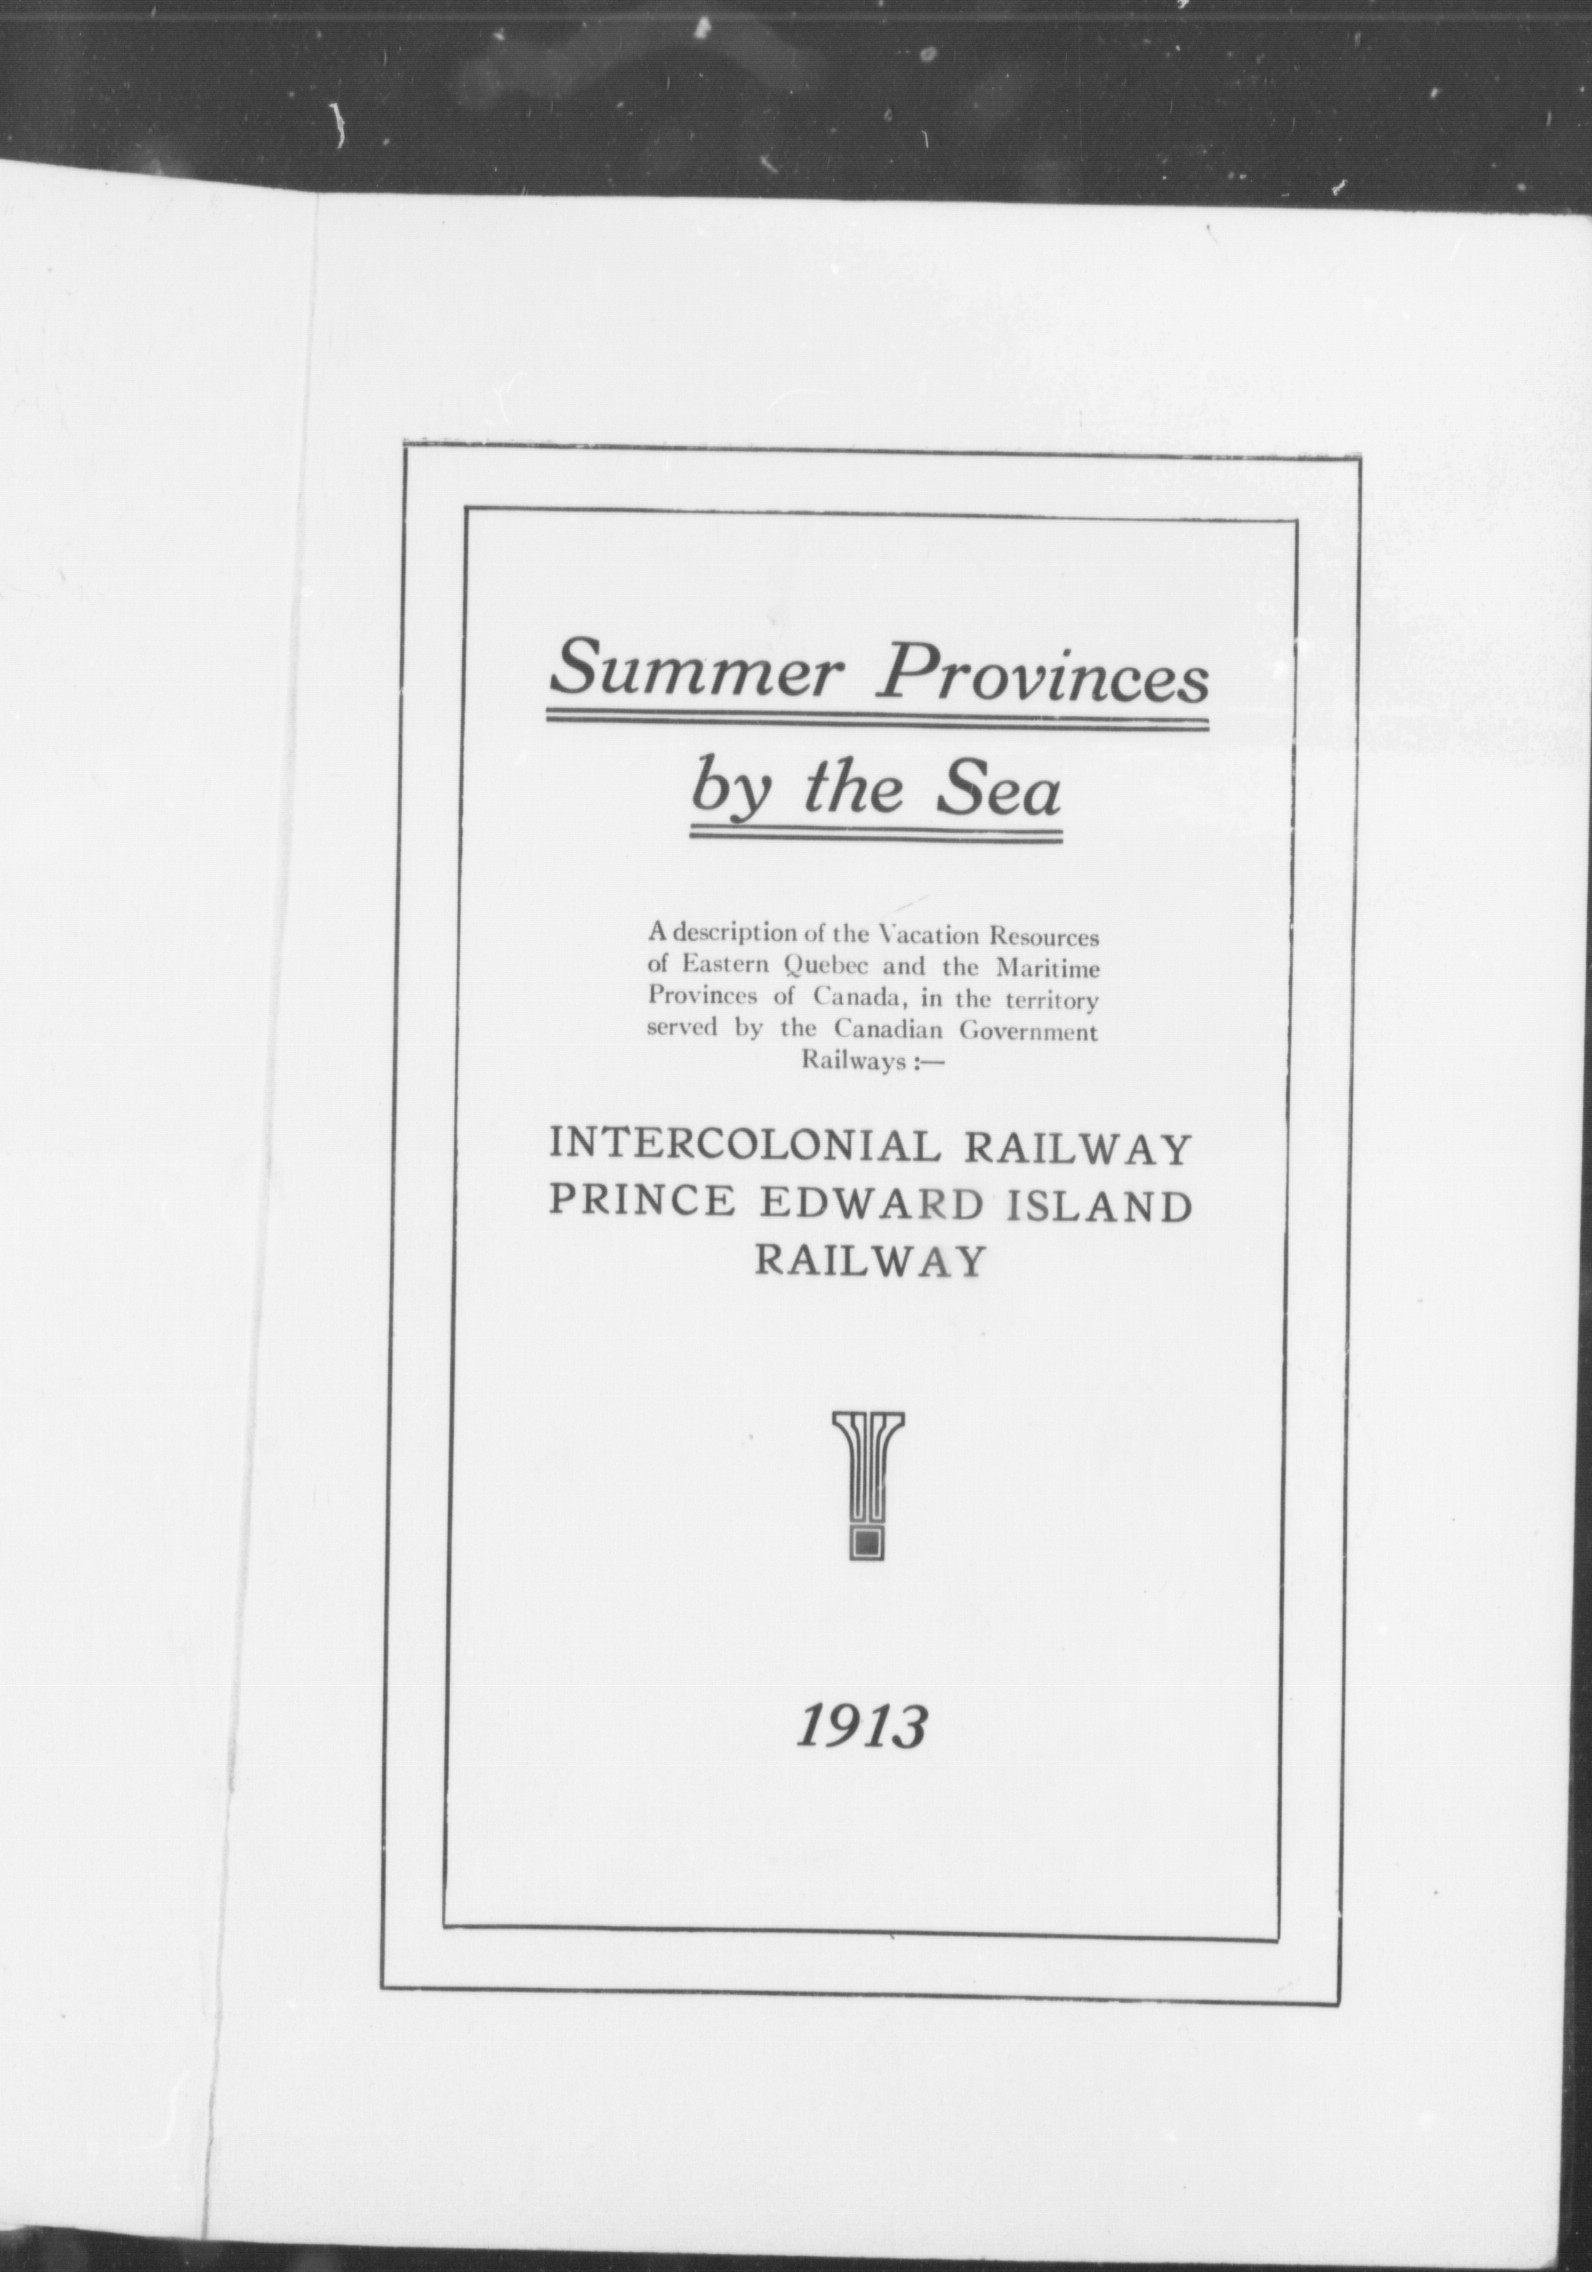 Summer Provinces
by the Sea
A description of the Vacation Resources
of Eastern Quebec and the Maritime
Provinces of Canada, in the territory
served by the Canadian Government
Railways :—
INTERCOLONIAL RAILWAY
PRINCE EDWARD ISLAND
RAILWAY
1913